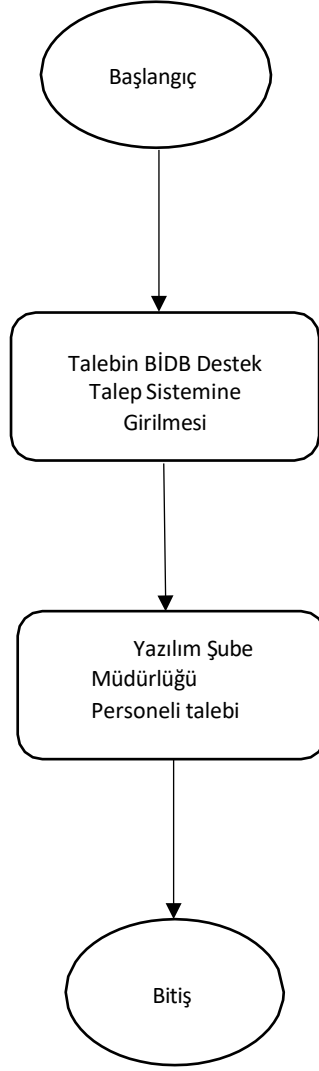 Başlangıç
Talebin BİDB Destek
Talep Sistemine
Girilmesi
Yazılım Şube
Müdürlüğü
Personeli talebi
Bitiş